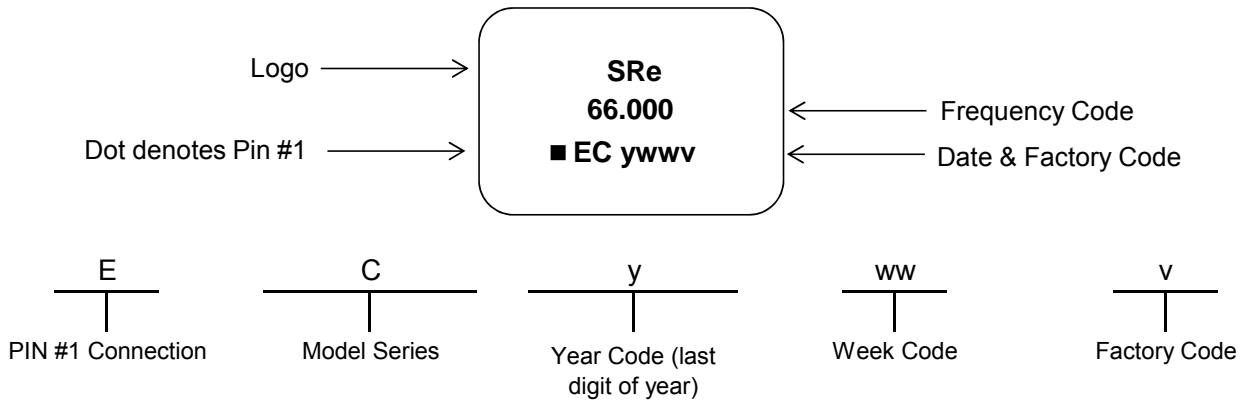 Logo
SRe
66.000
Frequency Code
Dot denotes Pin #1
■ EC ywwv
Date & Factory Code
E
C
y
ww
v
PIN #1 Connection
Model Series
Year Code (last
digit of year)
Week Code
Factory Code